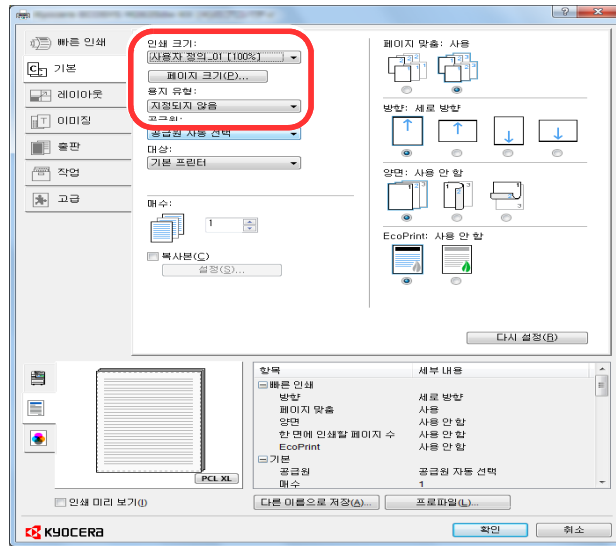 빠른 인쇄
기본
레이아웃
이미징
출판
작업
고급
인쇄 크기:
사용자 정의_01 [100%]
페이지 크기(P)...
용지 유형:
지정되지 않음
공급원:
공급원 자동 선택
대상:
기본 프린터
매수:
1
복사본(C)
설정(S)...
페이지 맞춤: 사용
방향: 세로 방향
양면: 사용 안 함
EcoPrint: 사용 안 함
다시 설정(R)
PCL XL
인쇄 미리 보기(I)
항목 세부 내용
빠른 인쇄
방향 세로 방향
페이지 맞춤 사용
양면 사용 안 함
한 면에 인쇄할 페이지 수 사용 안 함
EcoPrint 사용 안 함
기본
공급원 공급원 자동 선택
매수 1
다른 이름으로 저장(A)... 프로파일(L)...
KYOCERA
확인 취소